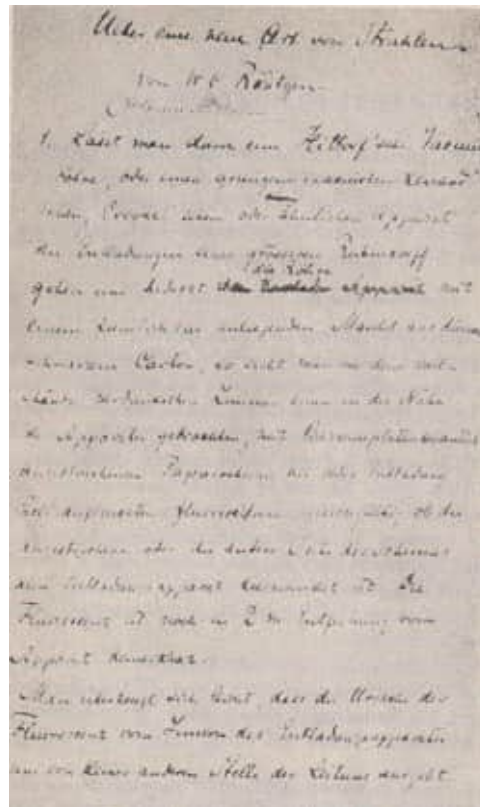 Ueber eine neue Art von Strahlen
von W. C. Röntgen
1. Lässt man durch eine Hittorf'sche Vacuum
röhre, oder einen genügend evacuirten Lenard'
schen, Crookes'schen oder ähnlichen Apparat
die Entladungen eines grösseren Ruhmkorff
die Röhre
gehen und bedeckt Apparat mit
einem ziemlich eng anliegenden Mantel aus dünnem
schwarzem Carton, so sieht man in dem voll-
ständig verdunkelten Zimmer einen in die Nähe
des Apparates gebrachten, mit Bariumplatincyanür
angestrichenen Papierschirm bei jeder Entladung
hell fluoresciren, gleichgültig ob die
angestrichene oder die andere Seite des Schirmes
dem Entladungsapparat zugewendet ist. Die
Fluorescenz ist noch in 2 m Entfernung vom
Apparat bemerkbar.
Man überzeugt sich leicht, dass die Ursache der
Fluorescenz vom Innern des Entladungsapparates
und von keiner anderen Stelle der Leitung ausgeht